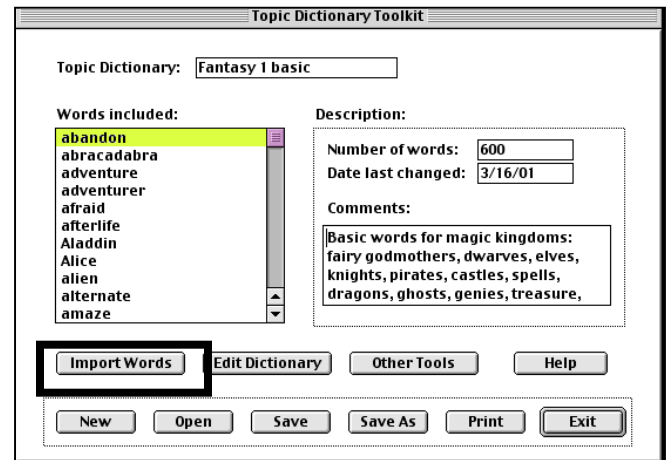 Topic Dictionary Toolkit
Topic Dictionary: Fantasy 1 basic
Words included:
abandon
abracadabra
adventure
adventurer
afraid
afterlife
Aladdin
Alice
alien
alternate
amaze
Description:
Number of words: 600
Date last changed: 3/16/01
Comments:
Basic words for magic kingdoms:
fairy godmothers, dwarves, elves,
knights, pirates, castles, spells,
dragons, ghosts, genies, treasure,
Import Words Edit Dictionary Other Tools Help
New Open Save Save As Print Exit